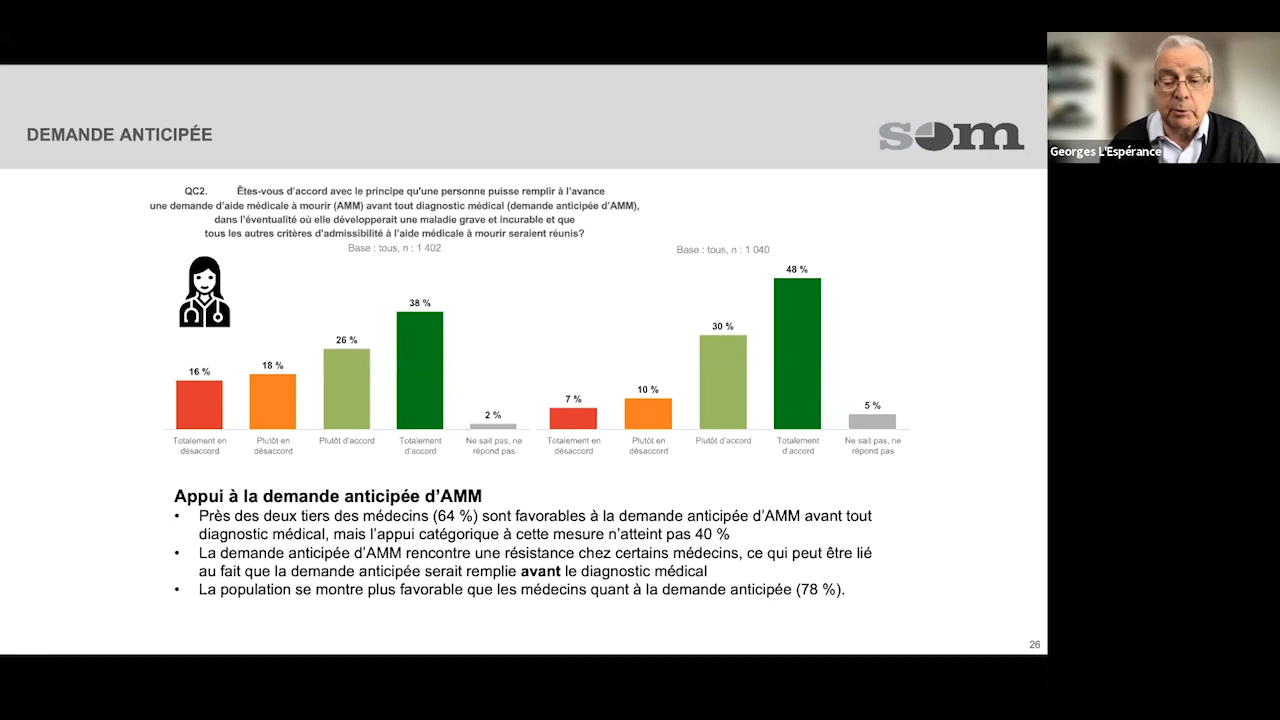 DEMANDE ANTICIPÉE
som
Georges L'Espérance
QC2. Êtes-vous d'accord avec le principe qu'une personne puisse remplir à l'avance
une demande d'aide médicale à mourir (AMM) avant tout diagnostic médical (demande anticipée d'AMM),
dans l'éventualité où elle développerait une maladie grave et incurable et que
tous les autres critères d'admissibilité à l'aide médicale à mourir seraient réunis?
Base : tous, n : 1 402
16 %
18 %
26 %
38 %
2 %
Totalement en
désaccord
Plutôt en
désaccord
Plutôt d'accord
Totalement
d'accord
Ne sait pas, ne
répond pas
Base : tous, n : 1 040
7 %
10 %
30 %
48 %
5 %
Totalement en
désaccord
Plutôt en
désaccord
Plutôt d'accord
Totalement
d'accord
Ne sait pas, ne
répond pas
Appui à la demande anticipée d'AMM
• Près des deux tiers des médecins (64 %) sont favorables à la demande anticipée d'AMM avant tout
diagnostic médical, mais l'appui catégorique à cette mesure n'atteint pas 40 %
• La demande anticipée d'AMM rencontre une résistance chez certains médecins, ce qui peut être lié
au fait que la demande anticipée serait remplie avant le diagnostic médical
• La population se montre plus favorable que les médecins quant à la demande anticipée (78 %).
26